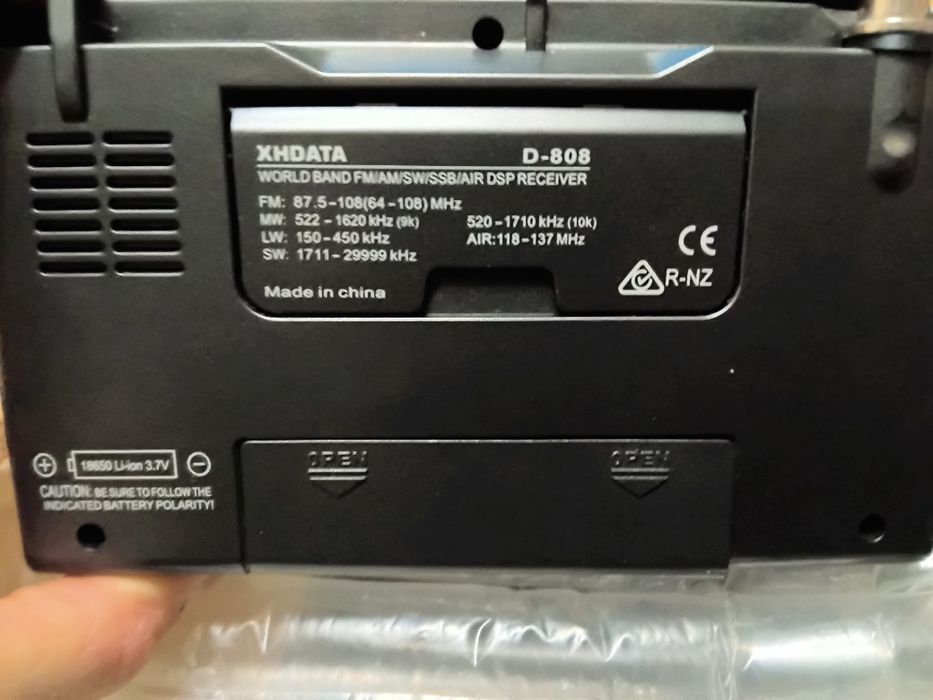 XHDATA D-808
WORLD BAND FM/AM/SW/SSB/AIR DSP RECEIVER
FM: 87.5-108(64-108) MHz
MW: 522-1620 kHz (9k) 520-1710 kHz (10k)
LW: 150-450 kHz AIR:118-137 MHz
SW: 1711-29999 kHz
CE
R-NZ
Made in china
OPEN OPEN
+ 18650 Li-ion 3.7V -
CAUTION: BE SURE TO FOLLOW THE
INDICATED BATTERY POLARITY!